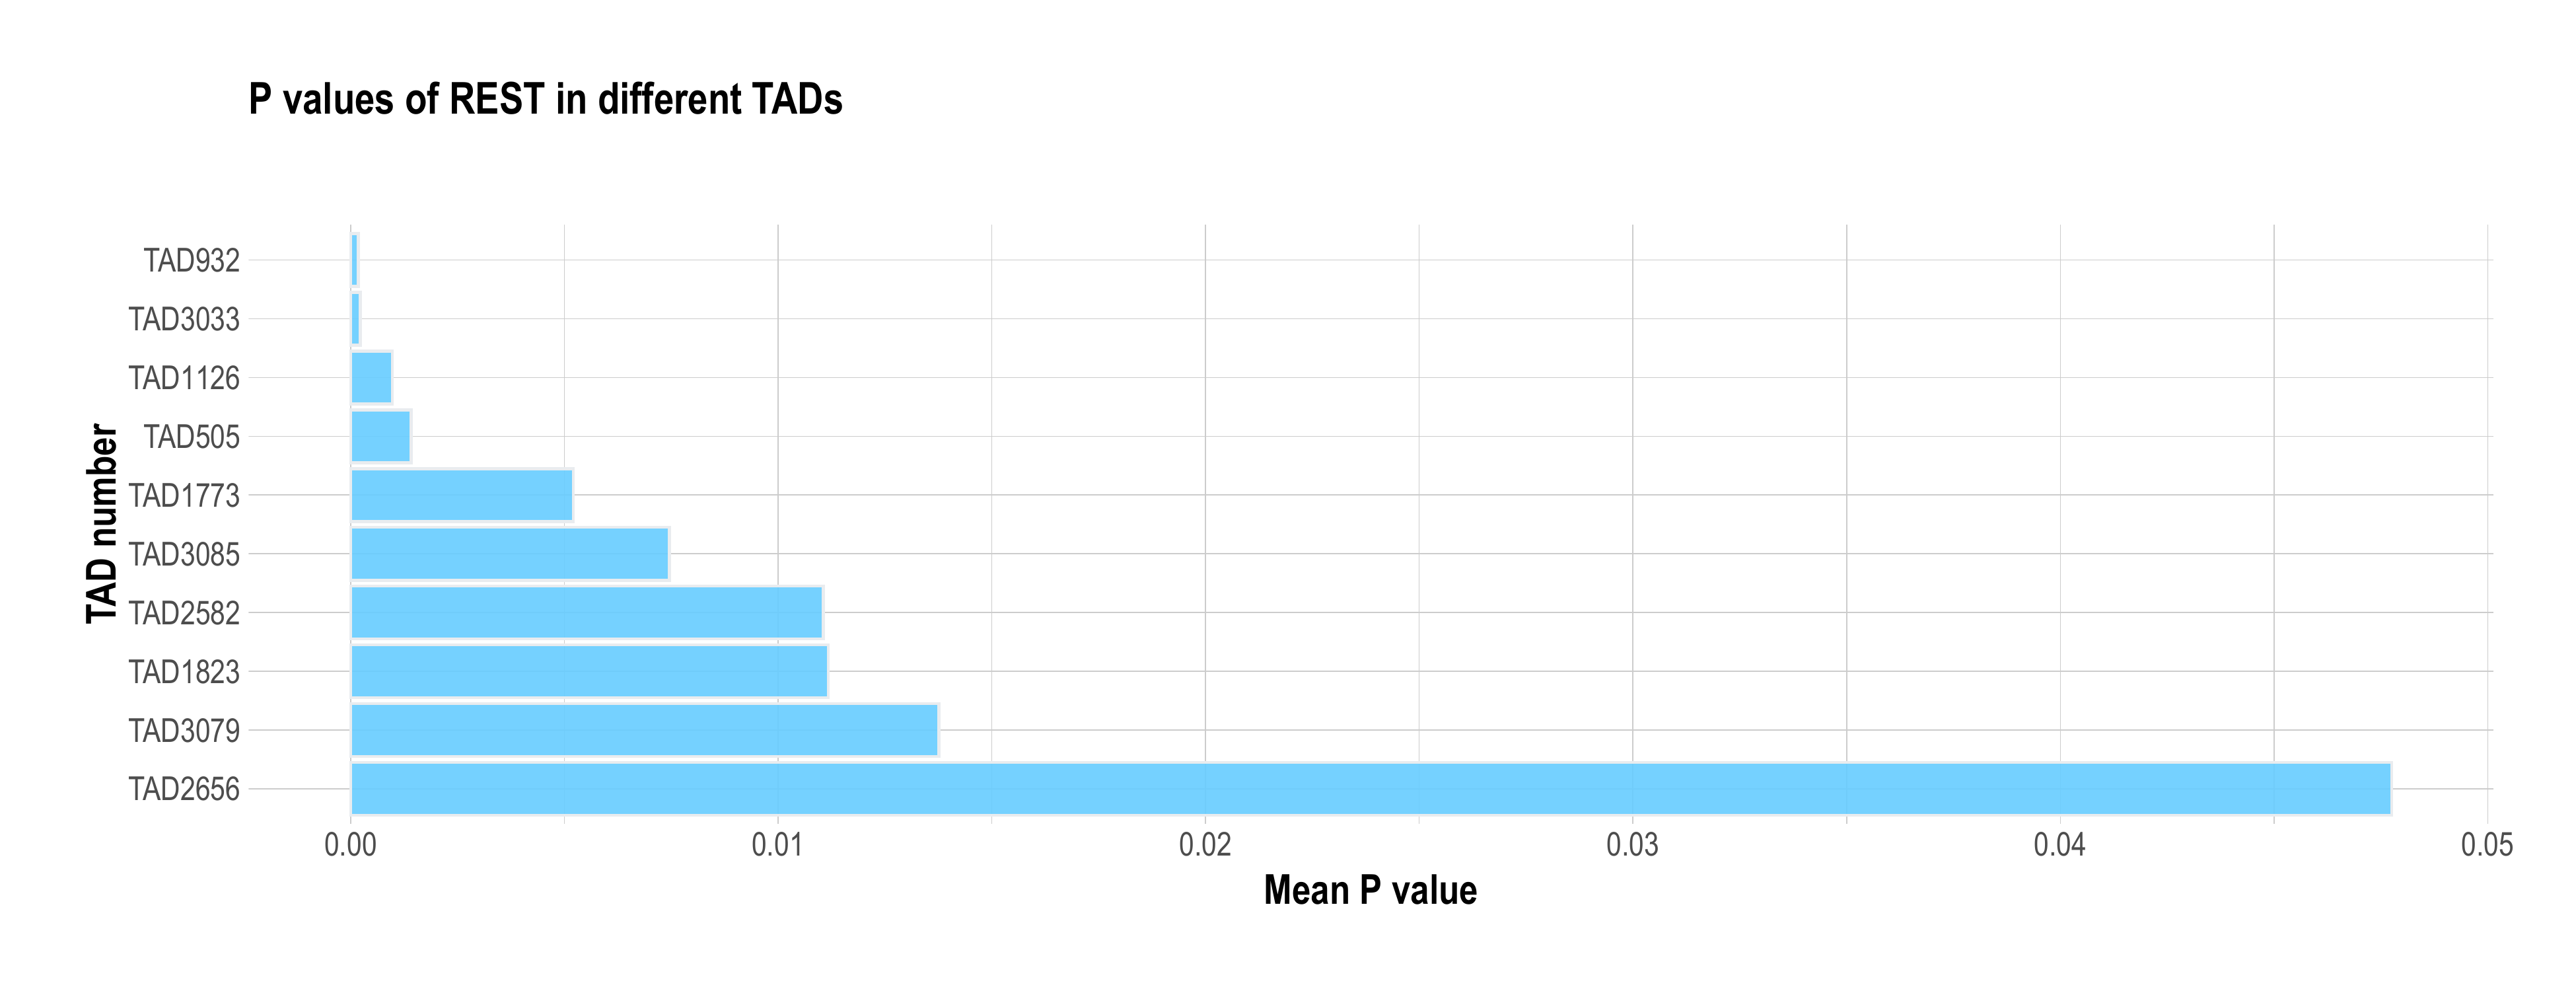 P values of REST in different TADs
TAD number
TAD932
TAD3033
TAD1126
TAD505
TAD1773
TAD3085
TAD2582
TAD1823
TAD3079
TAD2656
0.00 0.01 0.02 0.03 0.04 0.05
Mean P value